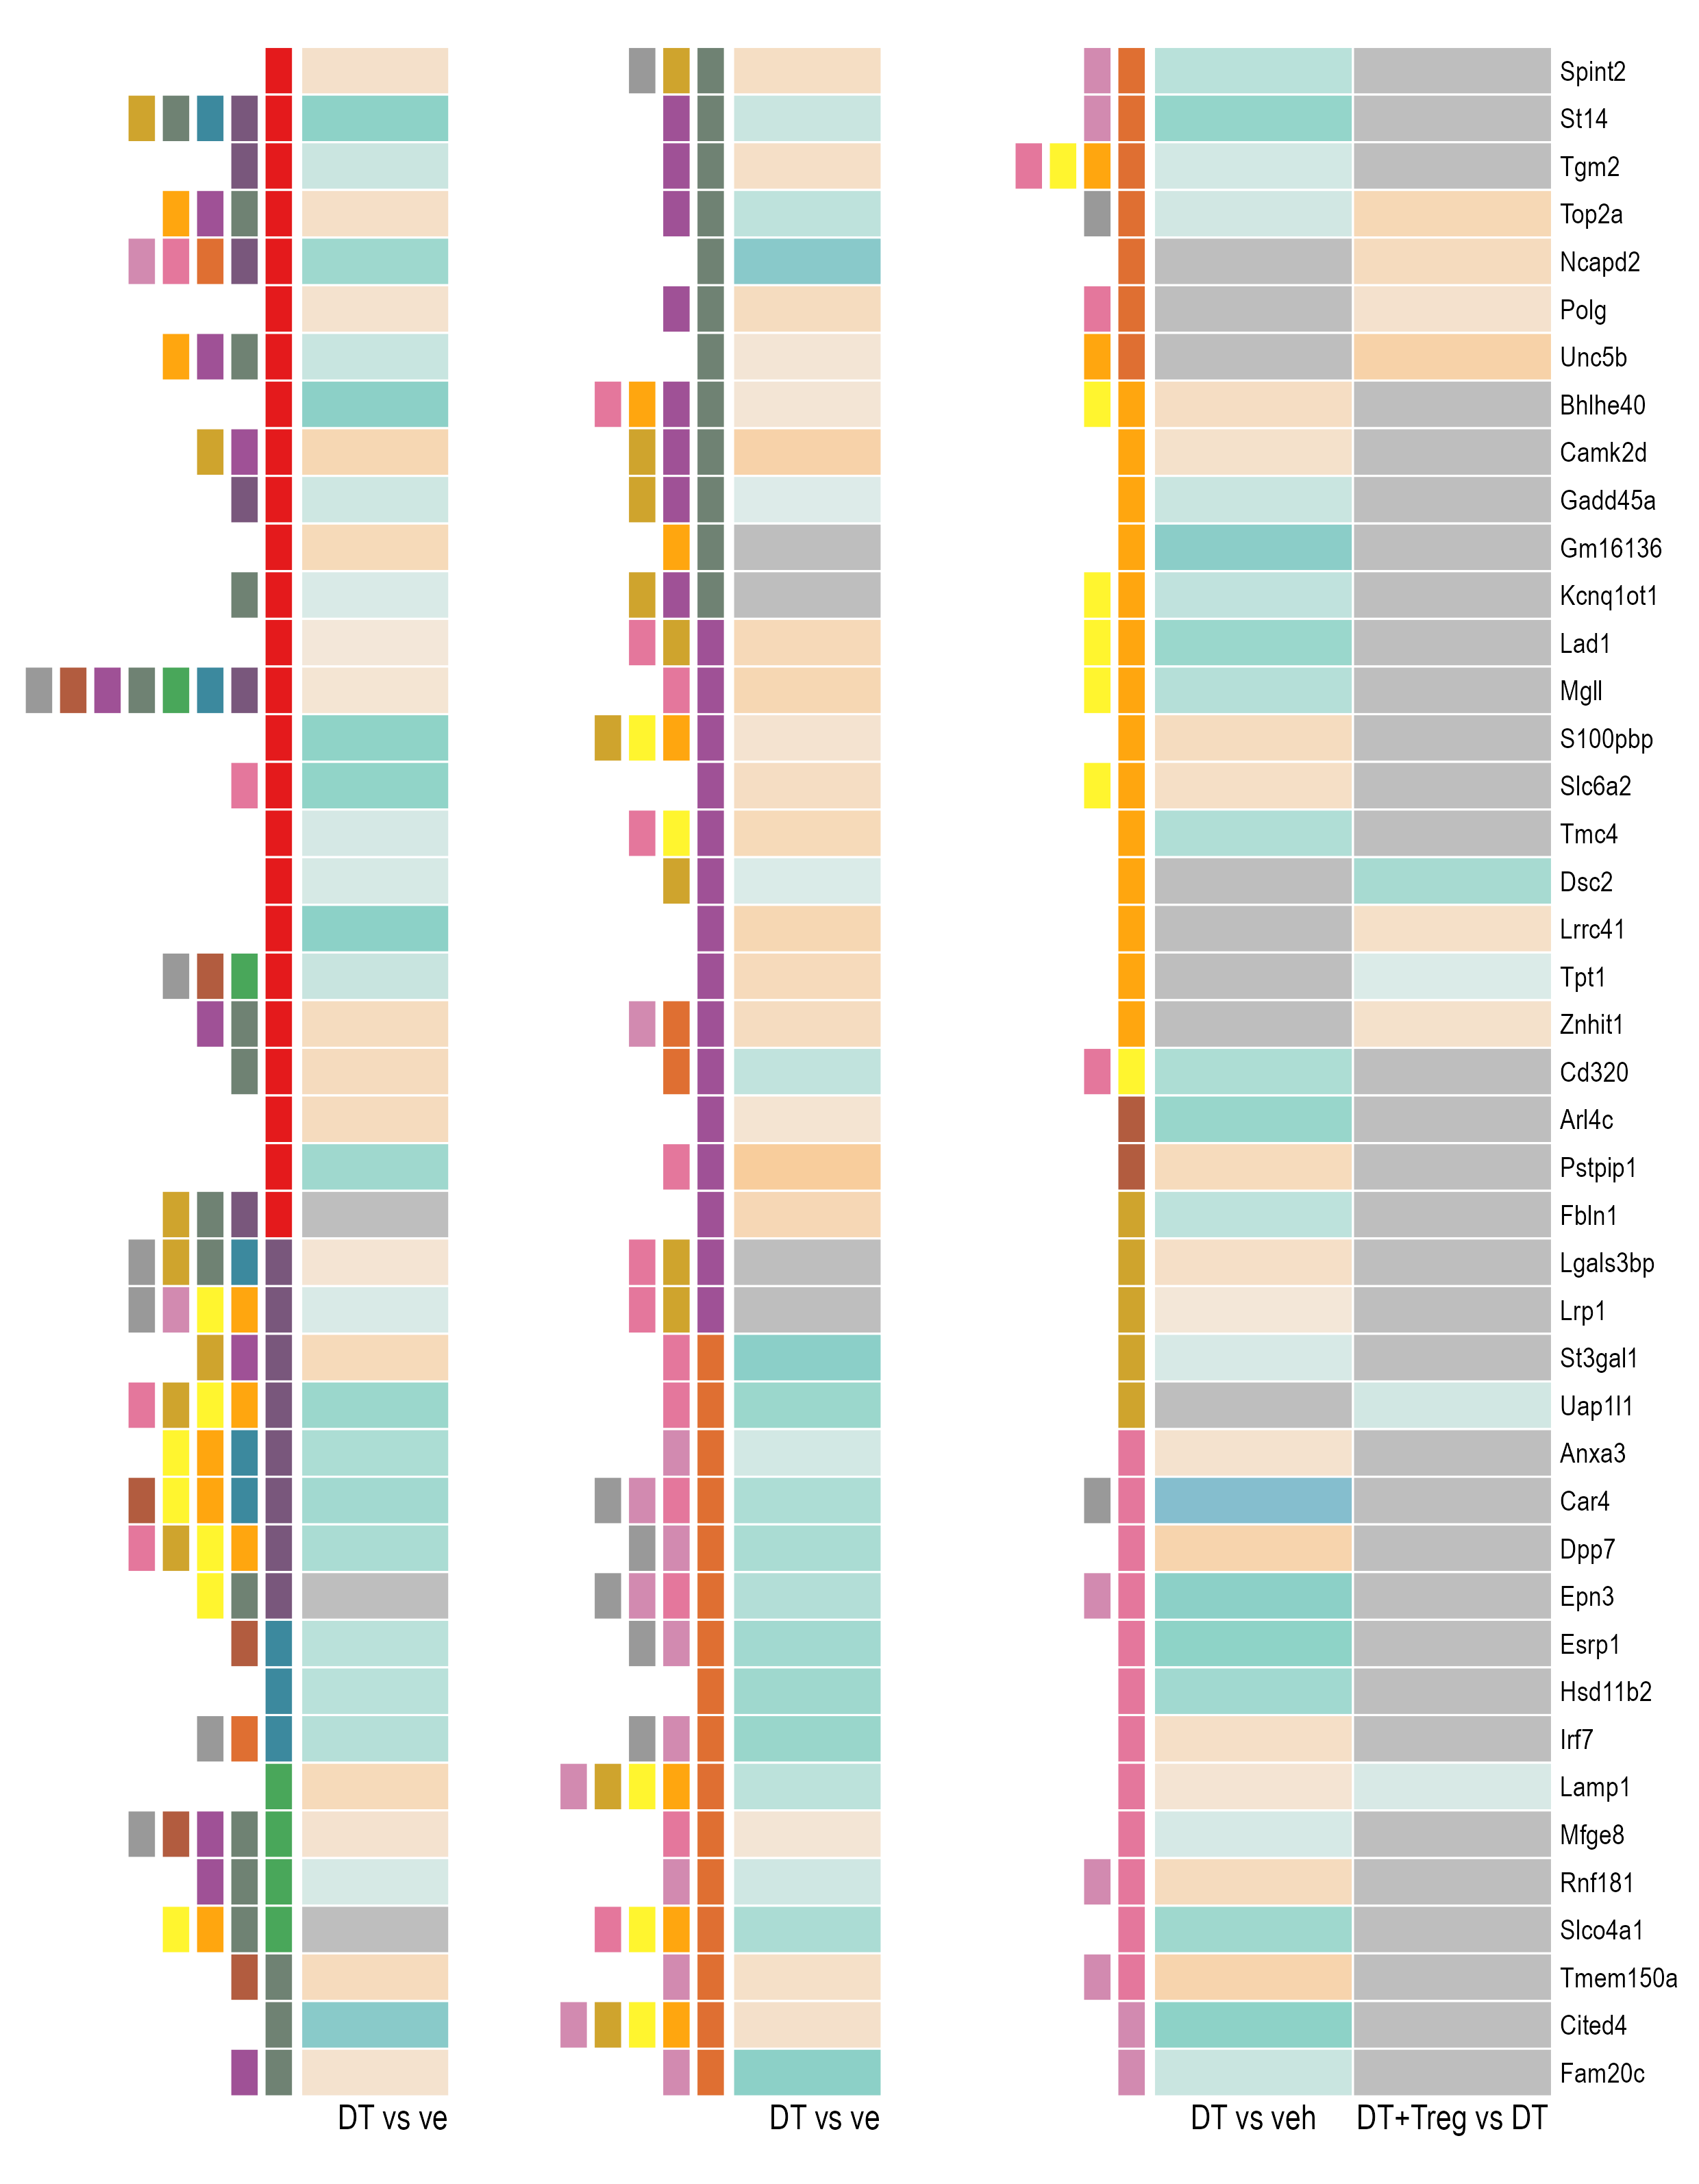 Spint2
St14
Tgm2
Top2a
Ncapd2
Polg
Unc5b
Bhlhe40
Camk2d
Gadd45a
Gm16136
Kcnq1ot1
Lad1
Mgll
S100pbp
Slc6a2
Tmc4
Dsc2
Lrrc41
Tpt1
Znhit1
Cd320
Arl4c
Pstpip1
Fbln1
Lgals3bp
Lrp1
St3gal1
Uap1l1
Anxa3
Car4
Dpp7
Epn3
Esrp1
Hsd11b2
Irf7
Lamp1
Mfge8
Rnf181
Slco4a1
Tmem150a
Cited4
Fam20c
DT vs ve DT vs ve DT vs veh DT+Treg vs DT